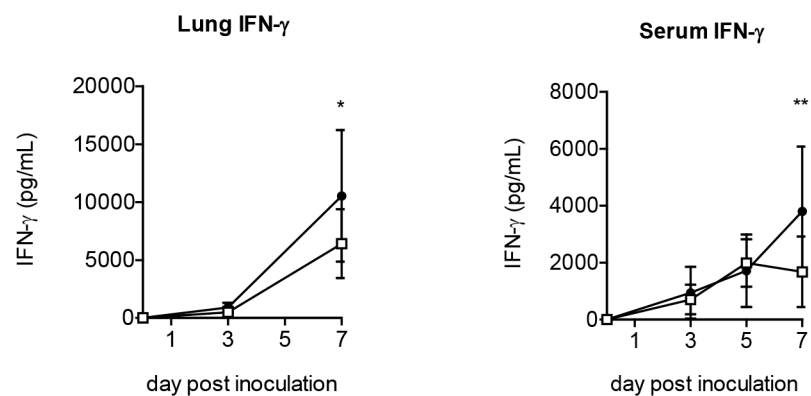 Lung IFN-γ
20000
15000
10000
5000
0
IFN-γ (pg/mL)
*
1 3 5 7
day post inoculation
Serum IFN-γ
8000
6000
4000
2000
0
IFN-γ (pg/mL)
**
1 3 5 7
day post inoculation